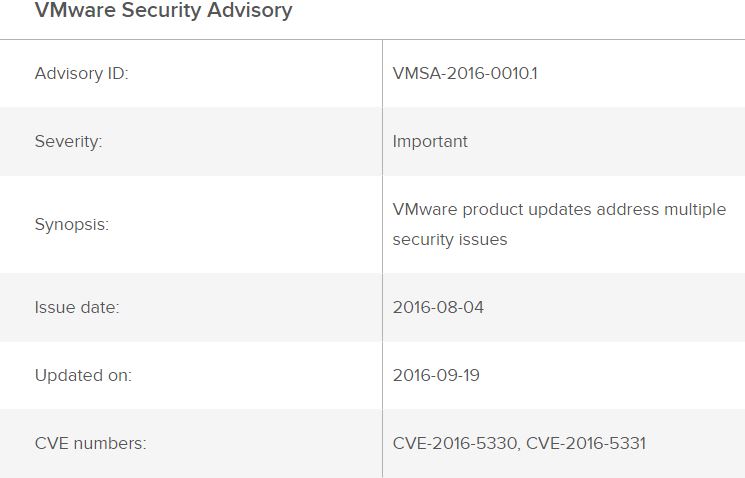 VMware Security Advisory
Advisory ID: VMSA-2016-0010.1
Severity: Important
Synopsis: VMware product updates address multiple
security issues
Issue date: 2016-08-04
Updated on: 2016-09-19
CVE numbers: CVE-2016-5330, CVE-2016-5331